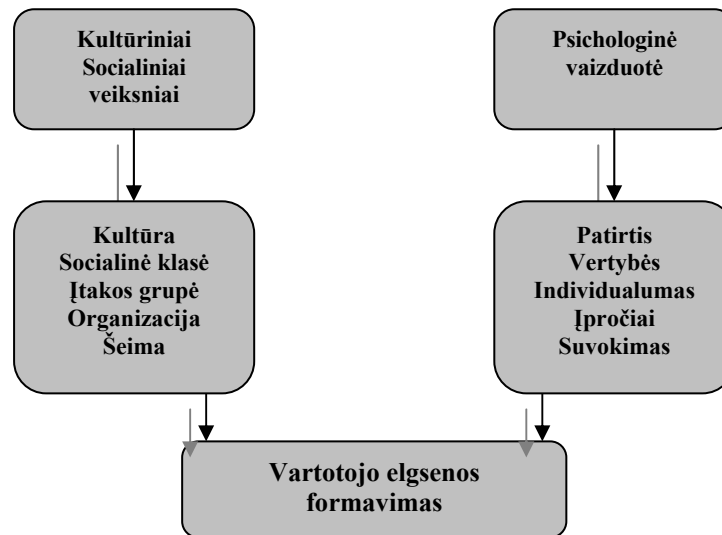 Kultūriniai
Socialiniai
veiksniai
Psichologinė
vaizduotė
Kultūra
Socialinė klasė
Įtakos grupė
Organizacija
Šeima
Patirtis
Vertybės
Individualumas
Įpročiai
Suvokimas
Vartotojo elgsenos
formavimas